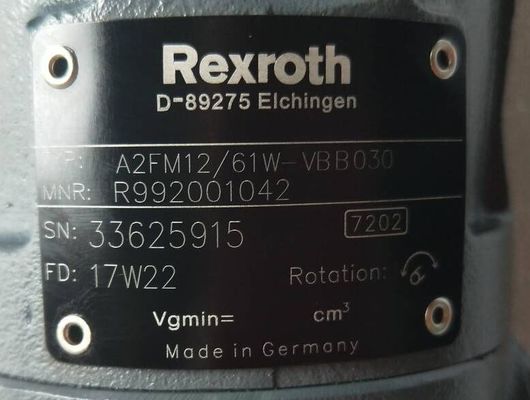 Rexroth
D-89275 Elchingen
TYP: A2FM12/61W-VBB030
MNR: R992001042
SN: 33625915 7202
FD: 17W22 Rotation:
Vgmin= cm³
Made in Germany